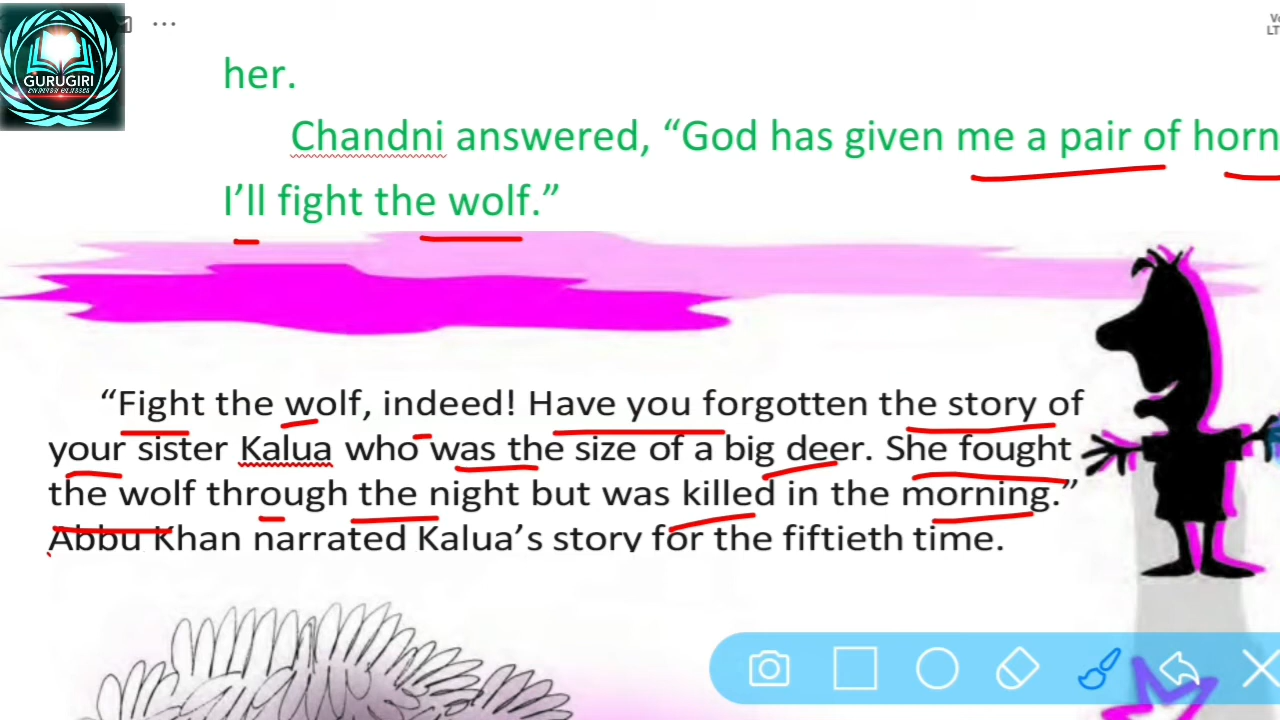 GURUGIRI
her.
Chandni answered, “God has given me a pair of horn
I’ll fight the wolf.”
“Fight the wolf, indeed! Have you forgotten the story of
your sister Kalua who was the size of a big deer. She fought
the wolf through the night but was killed in the morning.”
Abbu Khan narrated Kalua’s story for the fiftieth time.